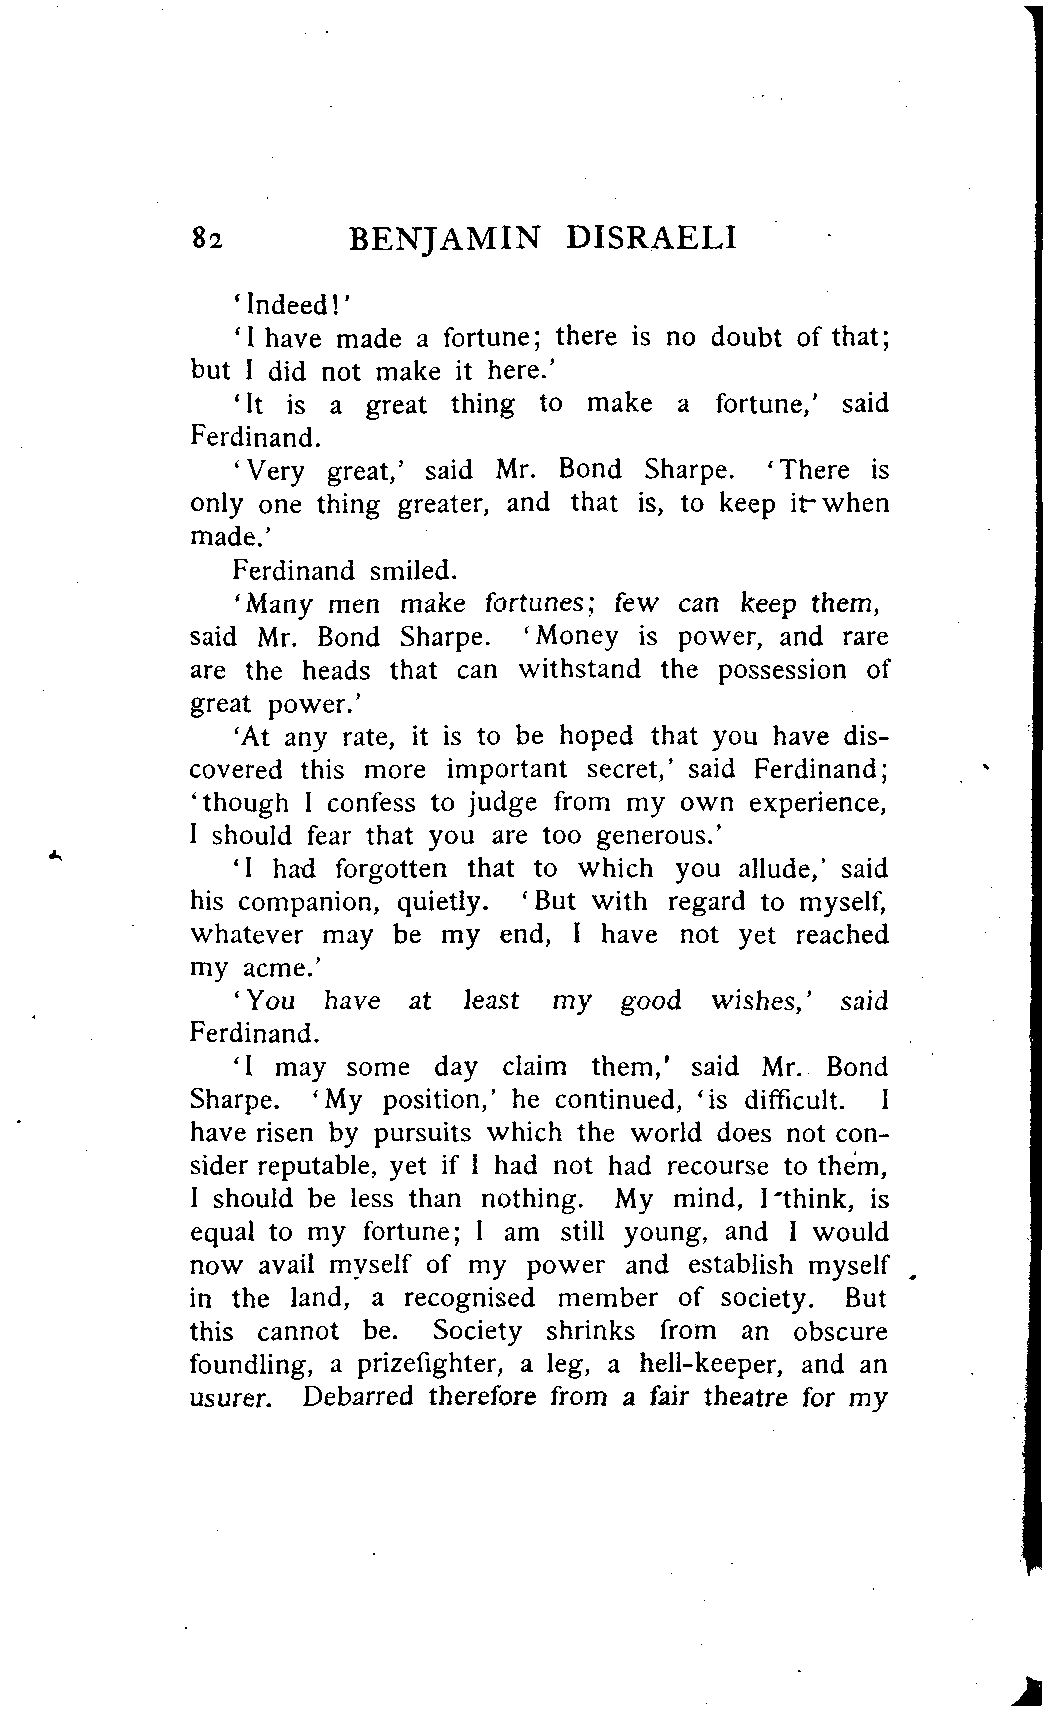 82 BENJAMIN DISRAELI
‘Indeed!’
‘I have made a fortune; there is no doubt of that;
but I did not make it here.’
‘It is a great thing to make a fortune,’ said
Ferdinand.
‘Very great,’ said Mr. Bond Sharpe. ‘There is
only one thing greater, and that is, to keep it when
made.’
Ferdinand smiled.
‘Many men make fortunes; few can keep them,
said Mr. Bond Sharpe. ‘Money is power, and rare
are the heads that can withstand the possession of
great power.’
‘At any rate, it is to be hoped that you have dis-
covered this more important secret,’ said Ferdinand;
‘though I confess to judge from my own experience,
I should fear that you are too generous.’
‘I had forgotten that to which you allude,’ said
his companion, quietly. ‘But with regard to myself,
whatever may be my end, I have not yet reached
my acme.’
‘You have at least my good wishes,’ said
Ferdinand.
‘I may some day claim them,’ said Mr. Bond
Sharpe. ‘My position,’ he continued, ‘is difficult. I
have risen by pursuits which the world does not con-
sider reputable, yet if I had not had recourse to them,
I should be less than nothing. My mind, I think, is
equal to my fortune; I am still young, and I would
now avail myself of my power and establish myself
in the land, a recognised member of society. But
this cannot be. Society shrinks from an obscure
foundling, a prizefighter, a leg, a hell-keeper, and an
usurer. Debarred therefore from a fair theatre for my